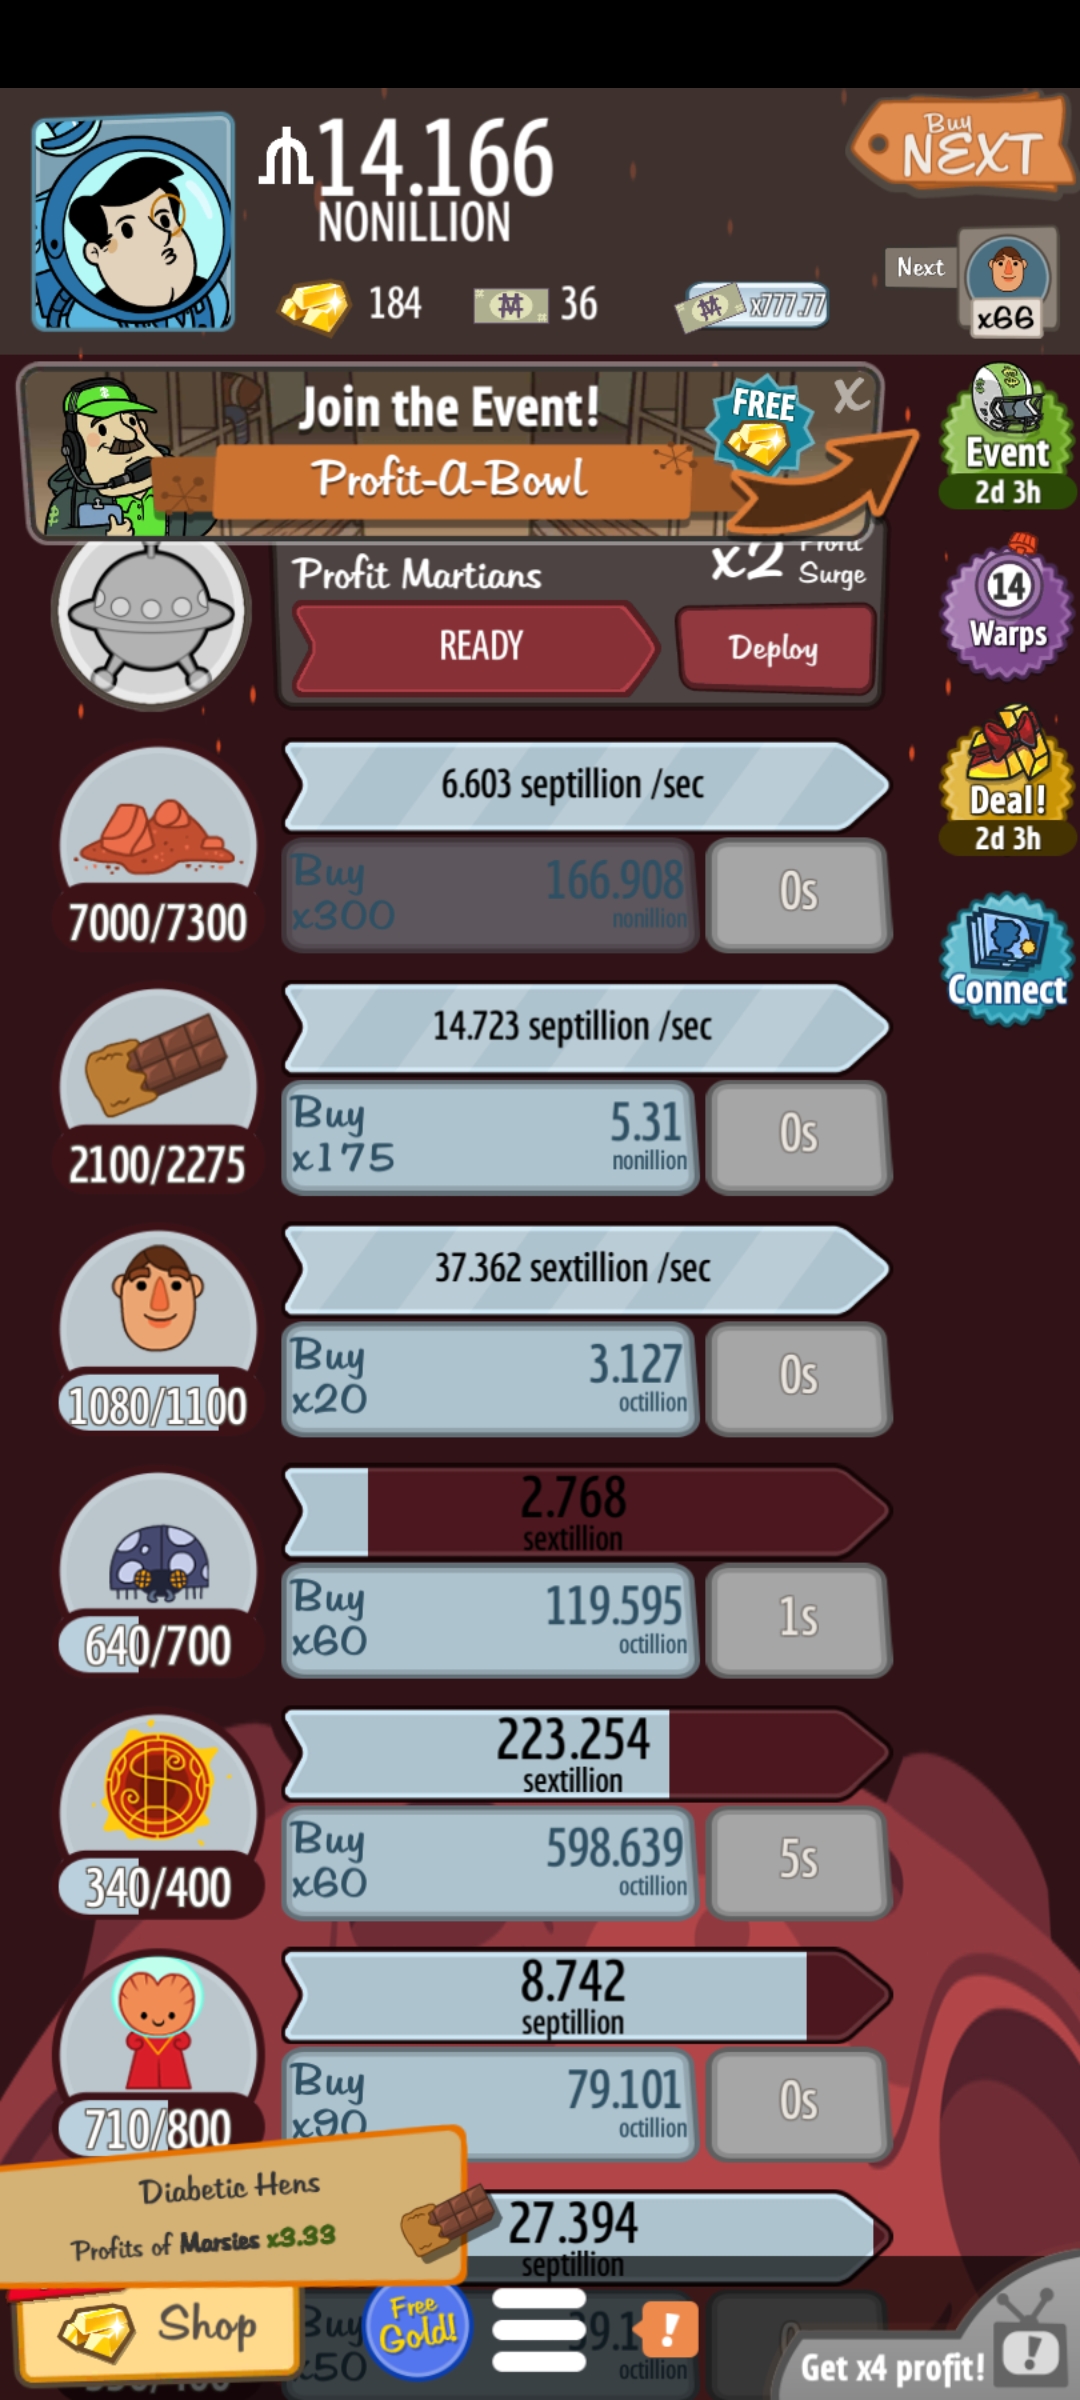 14.166
NONILLION
Buy
NEXT
184
36
x777.77
Next
x66
Join the Event!
FREE
X
Profit-A-Bowl
Event
2d 3h
Profit Martians
x2
Profit
Surge
READY
Deploy
14
Warps
6.603 septillion /sec
Deal!
2d 3h
Buy
x300
166.908
nonillion
0s
7000/7300
Connect
14.723 septillion /sec
Buy
x175
5.31
nonillion
0s
2100/2275
37.362 sextillion /sec
Buy
x20
3.127
octillion
0s
1080/1100
2.768
sextillion
Buy
x60
119.595
octillion
1s
640/700
223.254
sextillion
Buy
x60
598.639
octillion
5s
340/400
8.742
septillion
Buy
x90
79.101
octillion
0s
710/800
Diabetic Hens
Profits of Marsies x3.33
27.394
septillion
Shop
Free
Gold!
Buy
x50
octillion
!
Get x4 profit!
!